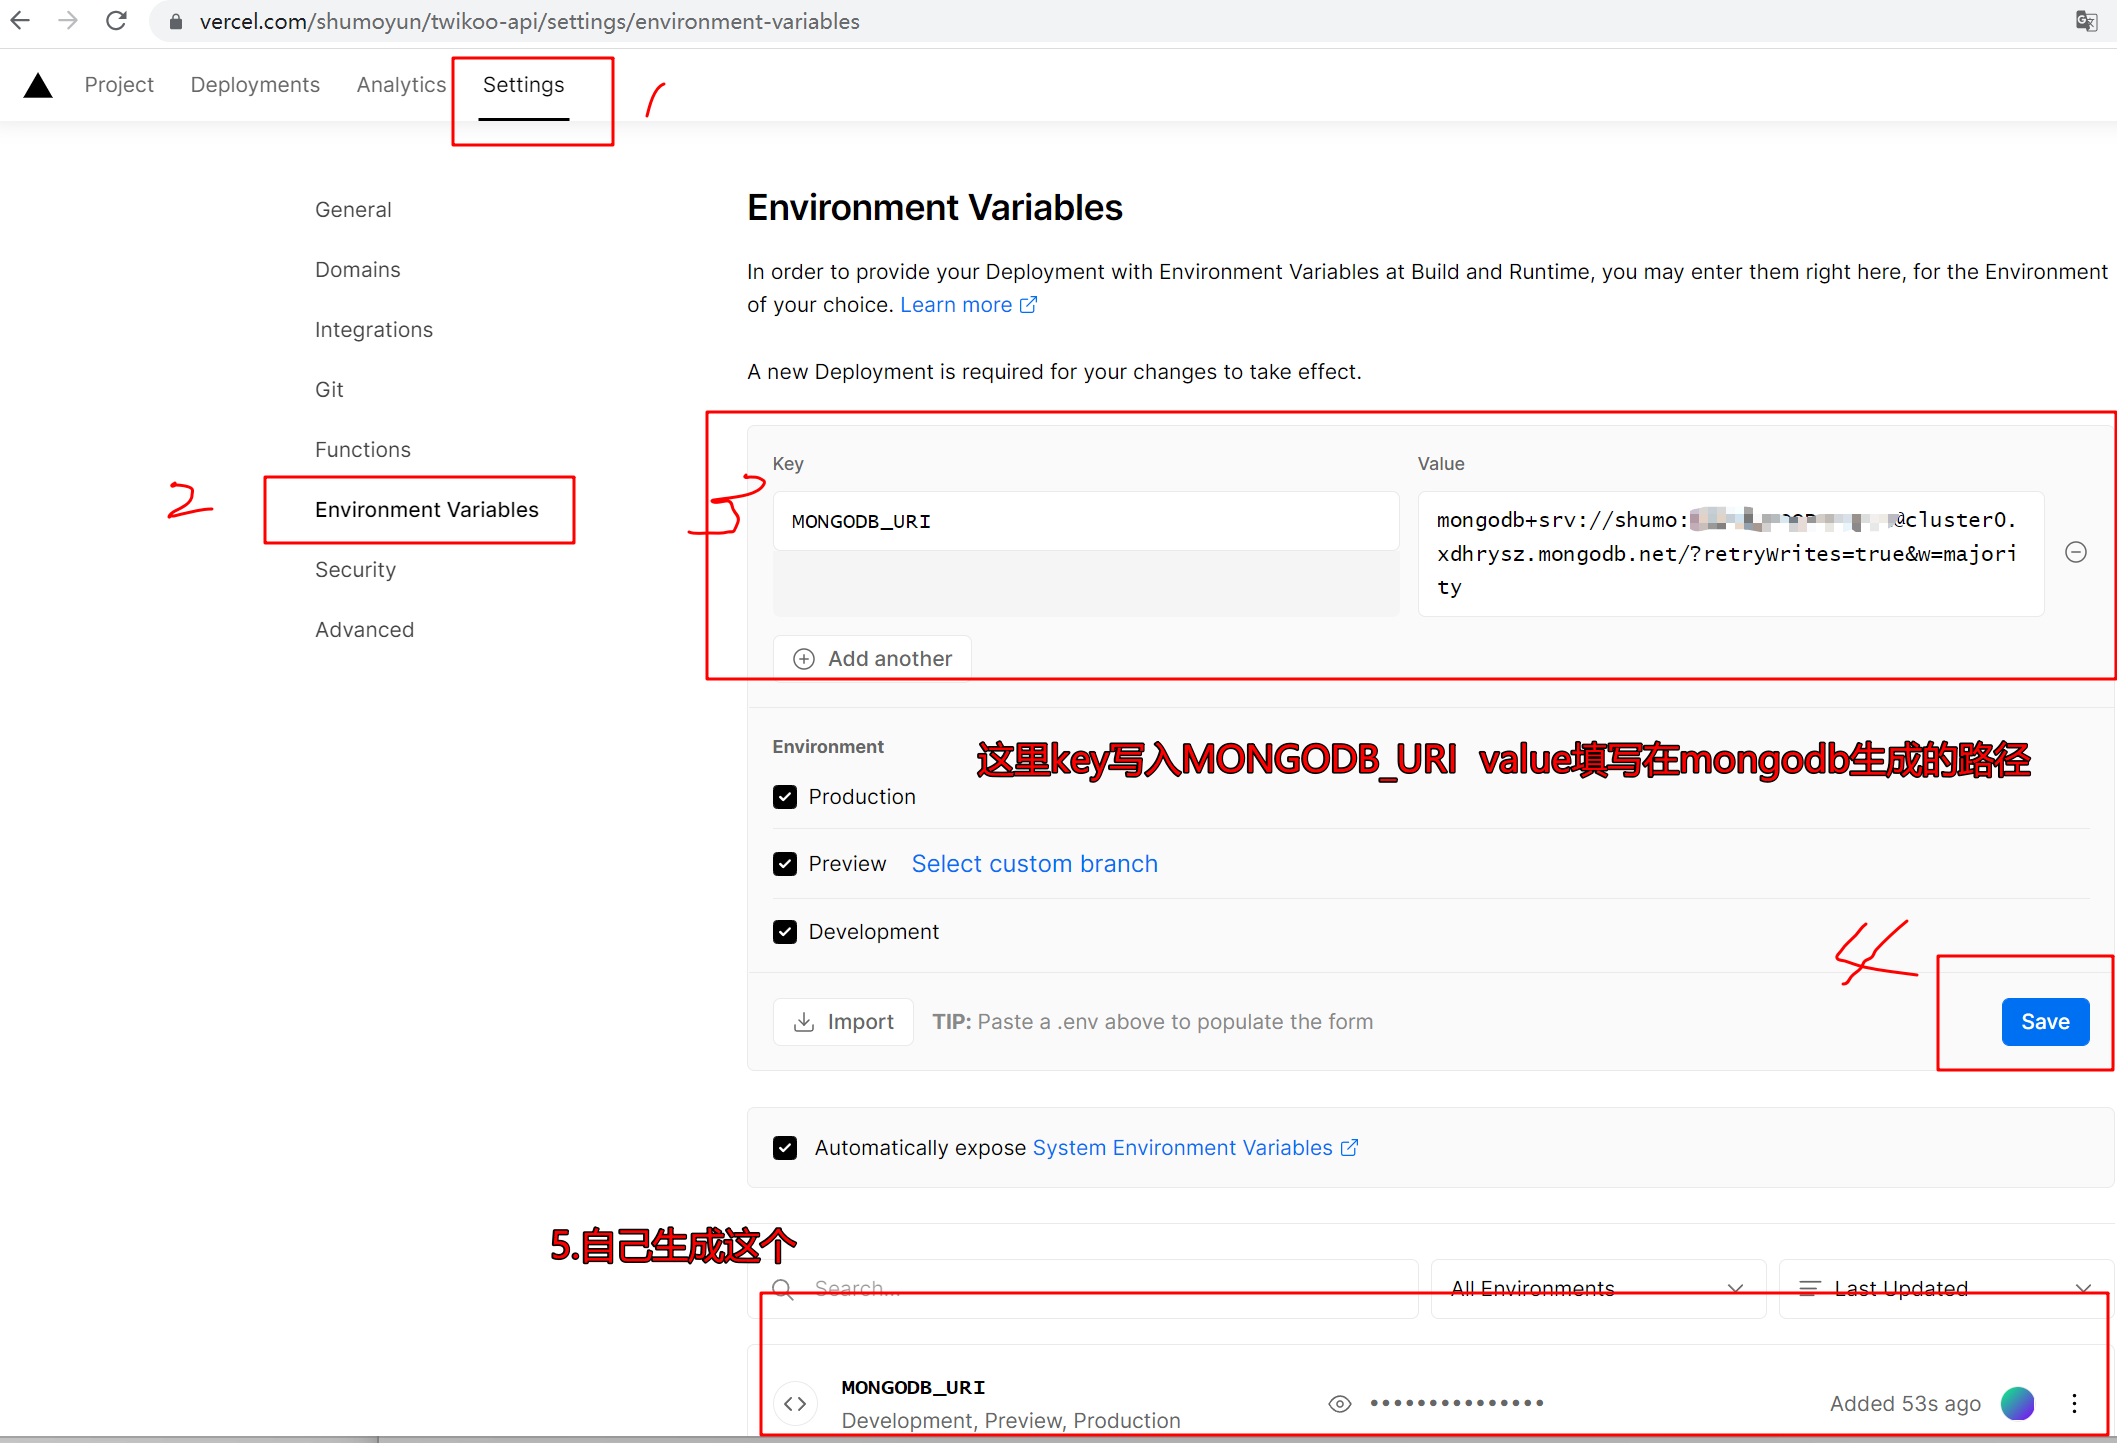 vercel.com/shumoyun/twikoo-api/settings/environment-variables
Project Deployments Analytics Settings
1
General
Domains
Integrations
Git
Functions
2
Environment Variables
Security
Advanced
Environment Variables
In order to provide your Deployment with Environment Variables at Build and Runtime, you may enter them right here, for the Environment
of your choice. Learn more
A new Deployment is required for your changes to take effect.
3
Key Value
MONGODB_URI
mongodb+srv://shumo: @cluster0.
xdhrysz.mongodb.net/?retryWrites=true&w=majori
ty
Add another
Environment
这里key写入MONGODB_URI value填写在mongodb生成的路径
Production
Preview Select custom branch
Development
4
Import TIP: Paste a .env above to populate the form Save
Automatically expose System Environment Variables
5.自己生成这个
Search... All Environments Last Updated
MONGODB_URI
Development, Preview, Production
Added 53s ago